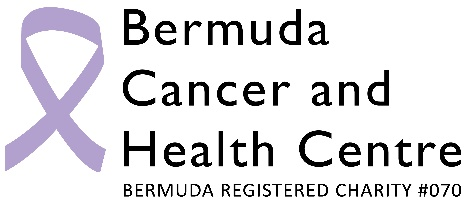 Bermuda
Cancer and
Health Centre
BERMUDA REGISTERED CHARITY #070